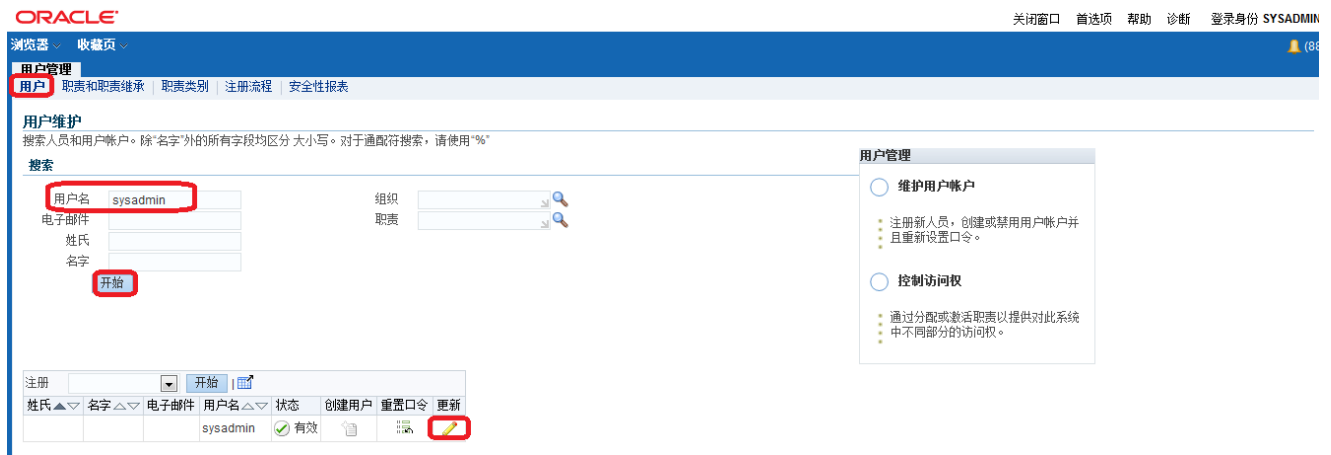 ORACLE
关闭窗口 首选项 帮助 诊断 登录身份 SYSADMIN
浏览器 收藏页 (88
用户管理
用户 职责和职责继承 职责类别 注册流程 安全性报表
用户维护
搜索人员和用户帐户。除“名字”外的所有字段均区分 大小写。对于通配符搜索，请使用“%”
搜索
用户名 sysadmin 组织
电子邮件 职责
姓氏
名字
开始
用户管理
维护用户帐户
注册新人员，创建或禁用用户帐户并
且重新设置口令。
控制访问权
通过分配或激活职责以提供对此系统
中不同部分的访问权。
注册 开始
姓氏 名字 电子邮件 用户名 状态 创建用户 重置口令 更新
sysadmin 有效